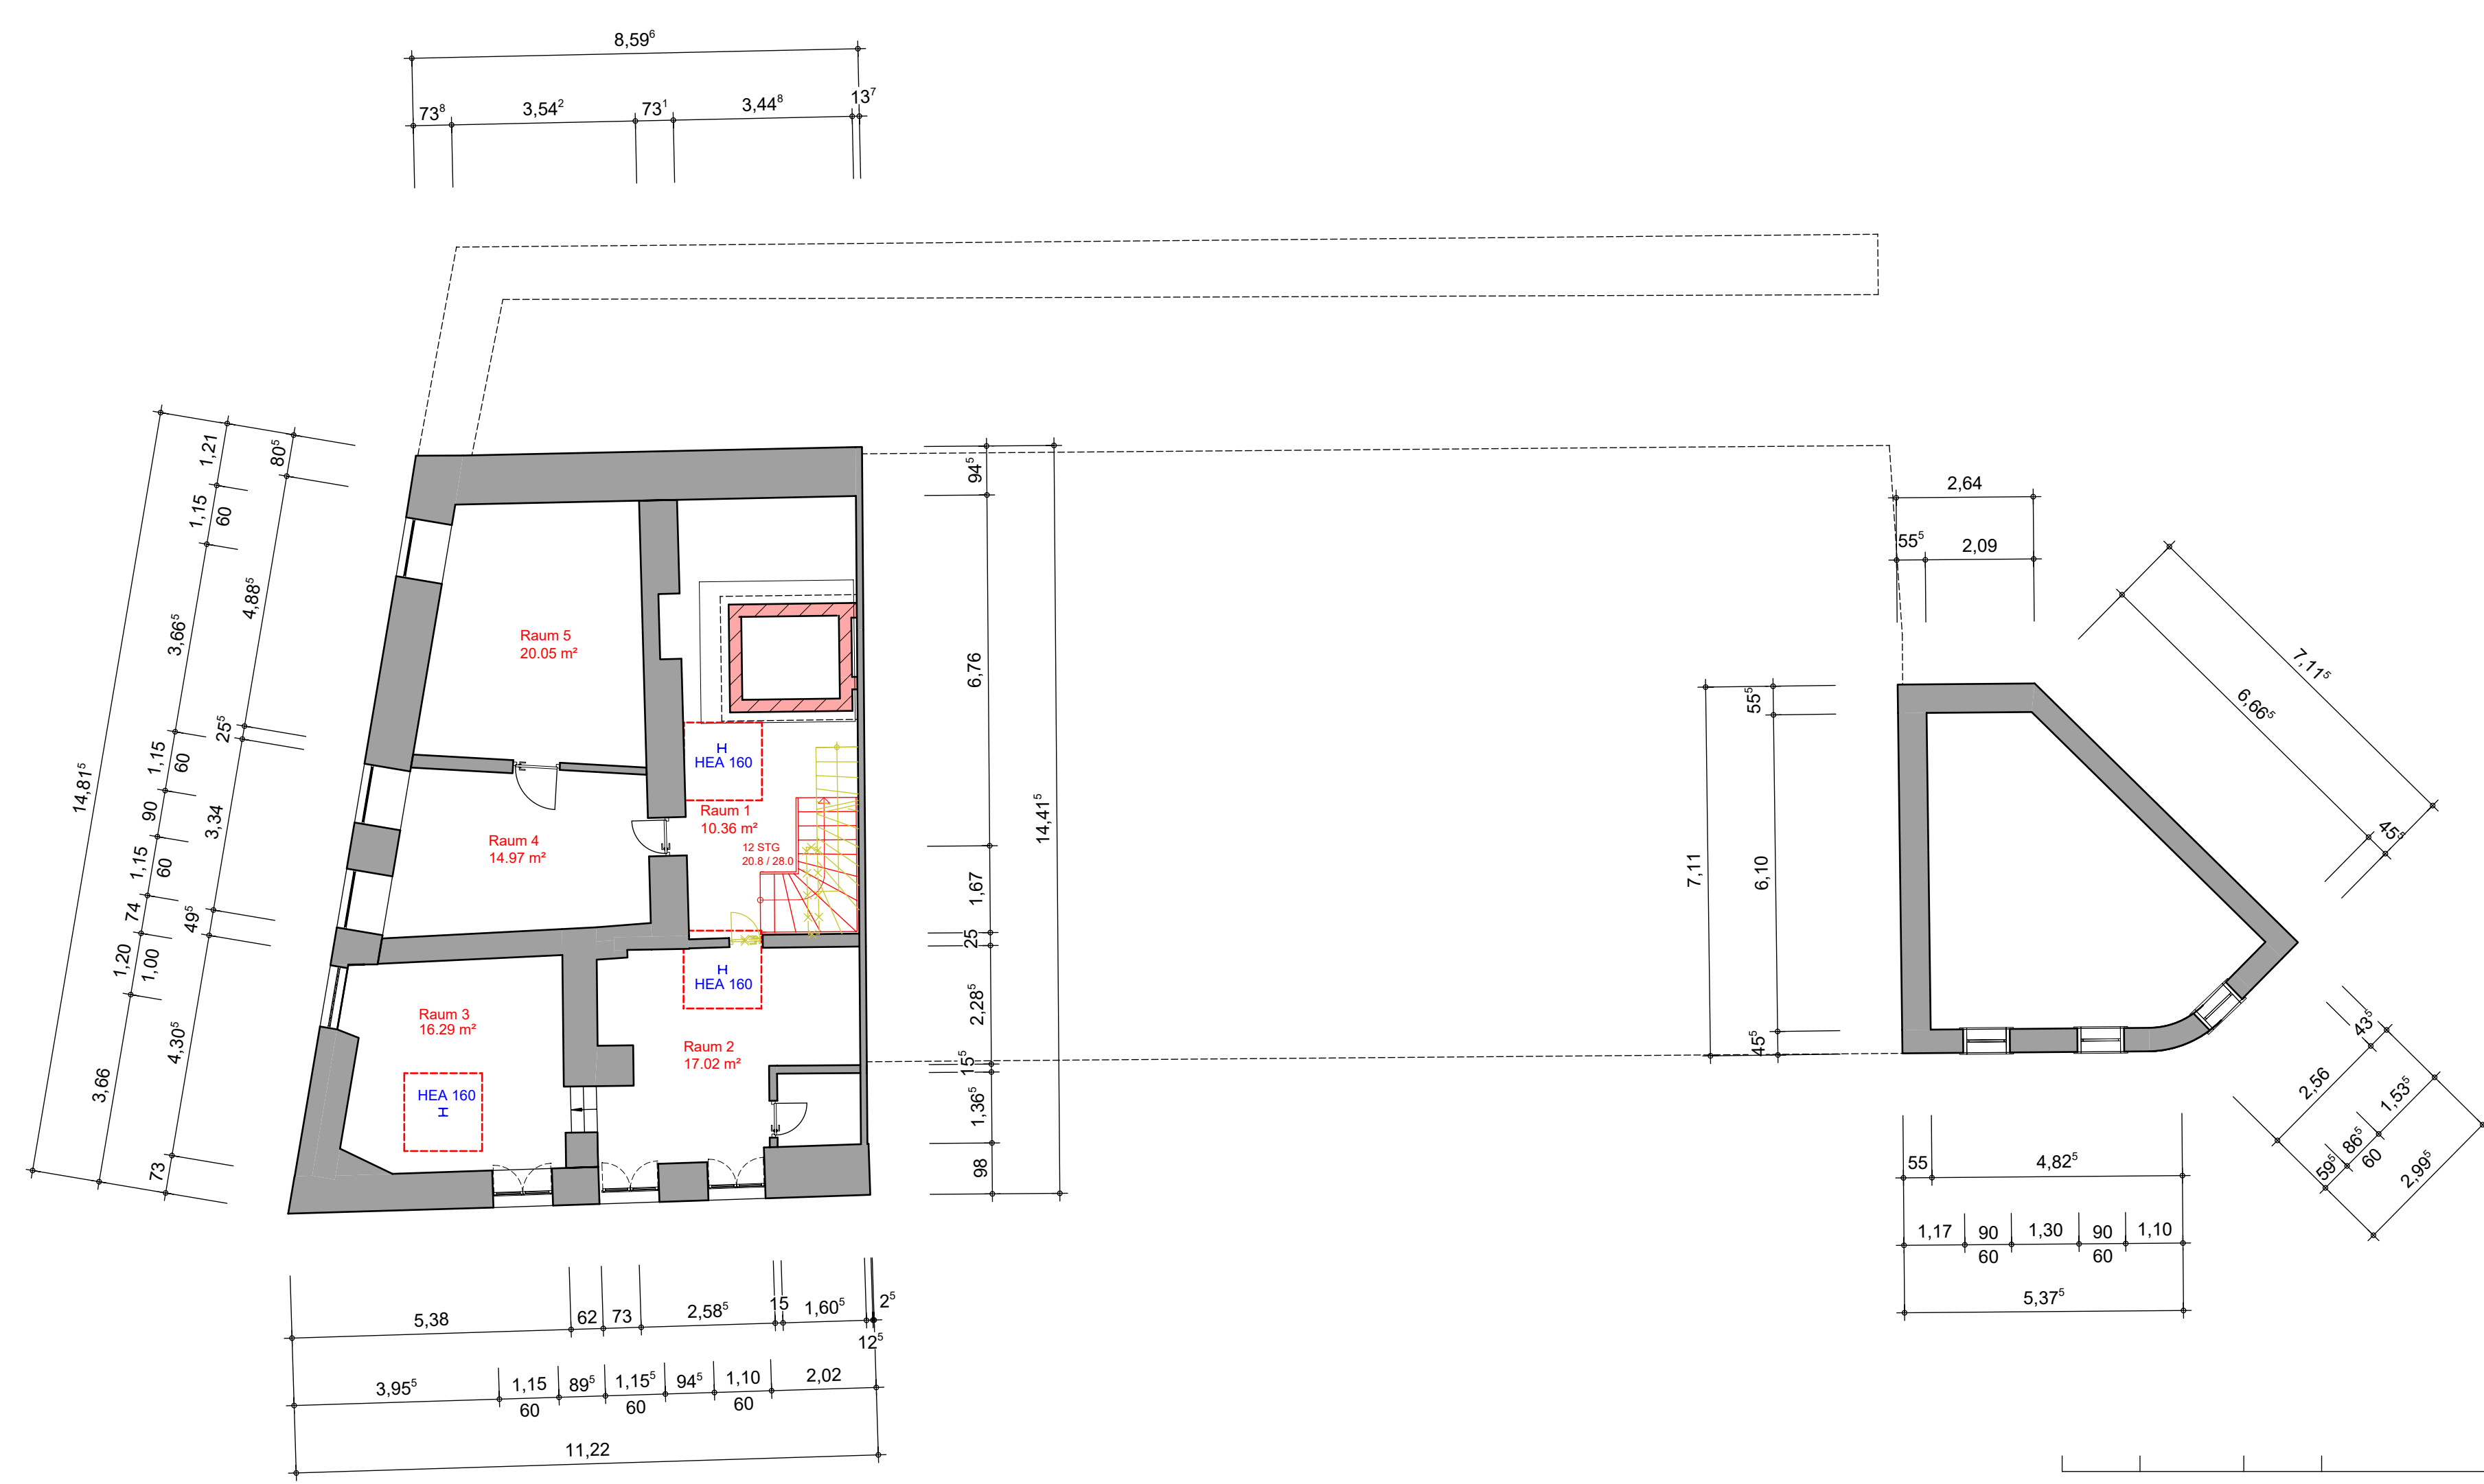 8,59⁶
73⁸ 3,54² 73¹ 3,44⁸ 13⁷
14,81⁵
1,21
1,15
60
3,66⁵
1,15
60
90
1,15
60
74
1,20
1,00
3,66
80⁵
4,88⁵
25⁵
3,34
49⁵
4,30⁵
73
Raum 5
20.05 m²
H
HEA 160
Raum 1
10.36 m²
12 STG
20.8 / 28.0
Raum 4
14.97 m²
H
HEA 160
Raum 3
16.29 m²
Raum 2
17.02 m²
HEA 160
H
94⁵
6,76
1,67
25
2,28⁵
15⁵
1,36⁵
98
14,41⁵
5,38 62 73 2,58⁵ 15 1,60⁵ 2⁵
12⁵
3,95⁵ 1,15 89⁵ 1,15⁵ 94⁵ 1,10 2,02
60 60 60
11,22
2,64
55⁵ 2,09
7,11⁵
6,66⁵
45⁵
7,11
55⁵
6,10
45⁵
43⁵
2,56
1,53⁵
86⁵
60
59⁵
2,99⁵
55 4,82⁵
1,17 90 1,30 90 1,10
60 60
5,37⁵